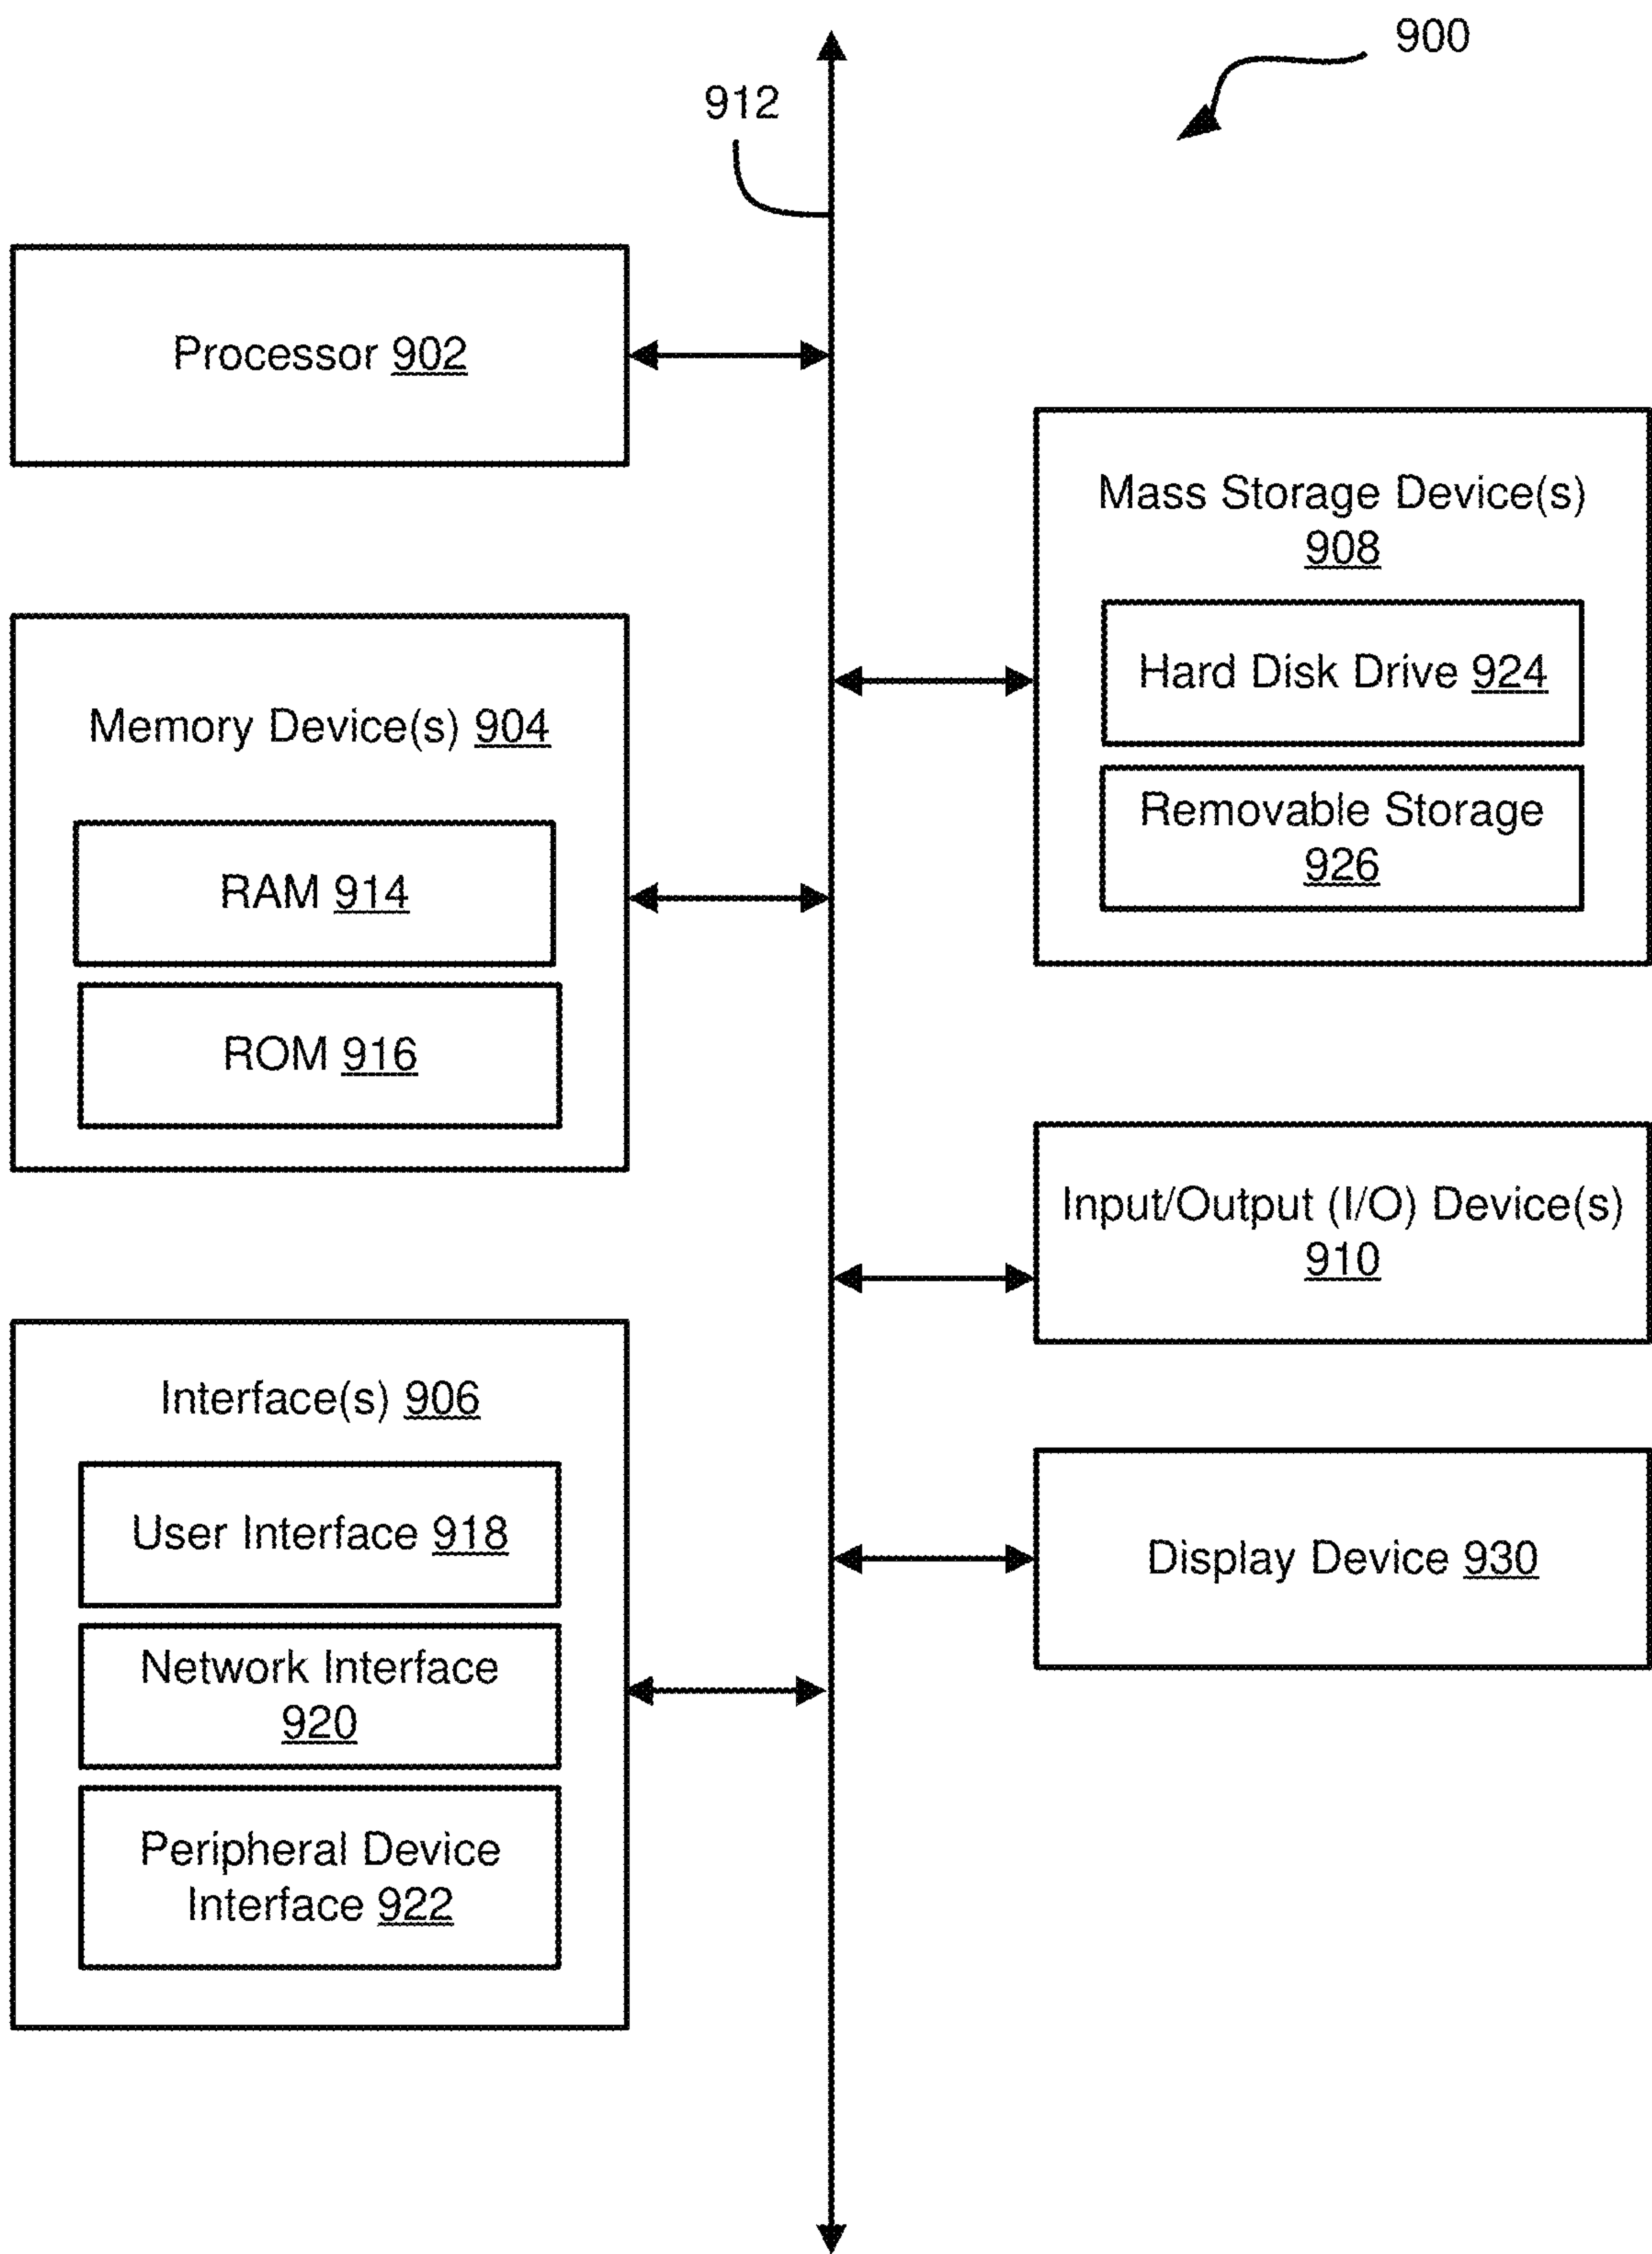 900
912
Processor 902
Mass Storage Device(s)
908
Hard Disk Drive 924
Removable Storage
926
Memory Device(s) 904
RAM 914
ROM 916
Input/Output (I/O) Device(s)
910
Interface(s) 906
User Interface 918
Network Interface
920
Peripheral Device
Interface 922
Display Device 930